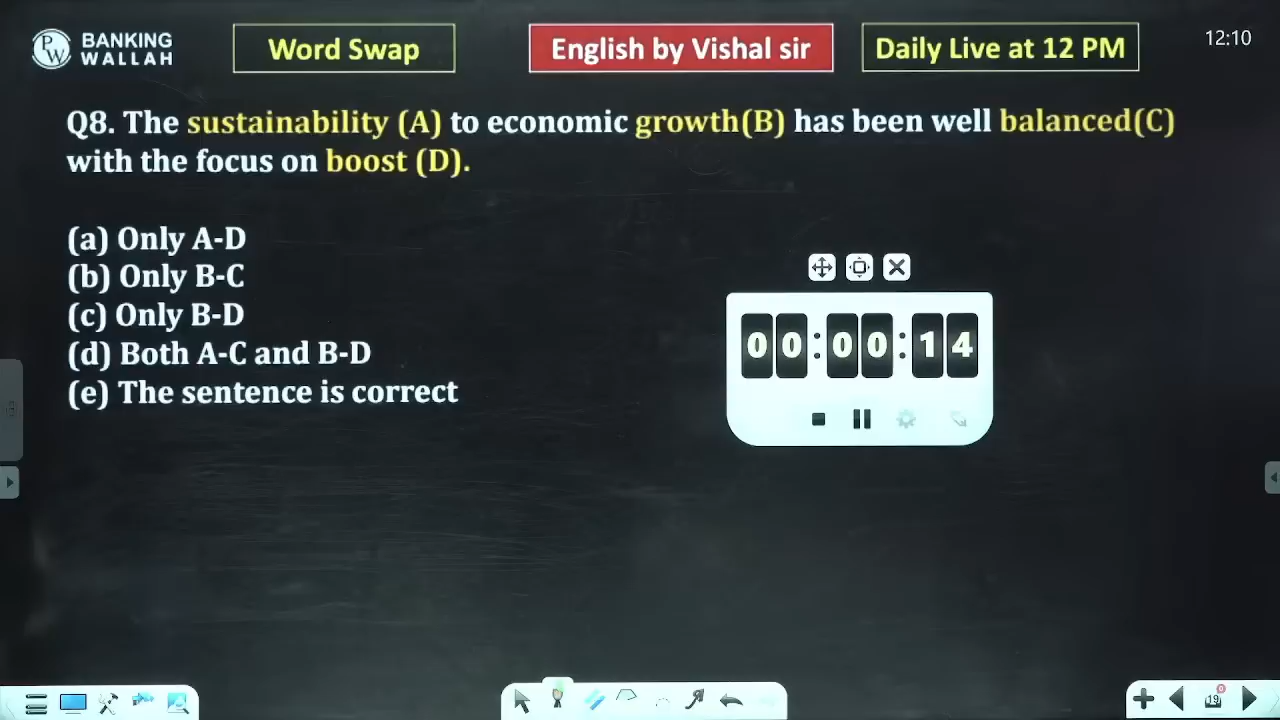 BANKING
WALLAH
Word Swap
English by Vishal sir
Daily Live at 12 PM
12:10
Q8. The sustainability (A) to economic growth(B) has been well balanced(C)
with the focus on boost (D).
(a) Only A-D
(b) Only B-C
(c) Only B-D
(d) Both A-C and B-D
(e) The sentence is correct
00:00:14
19